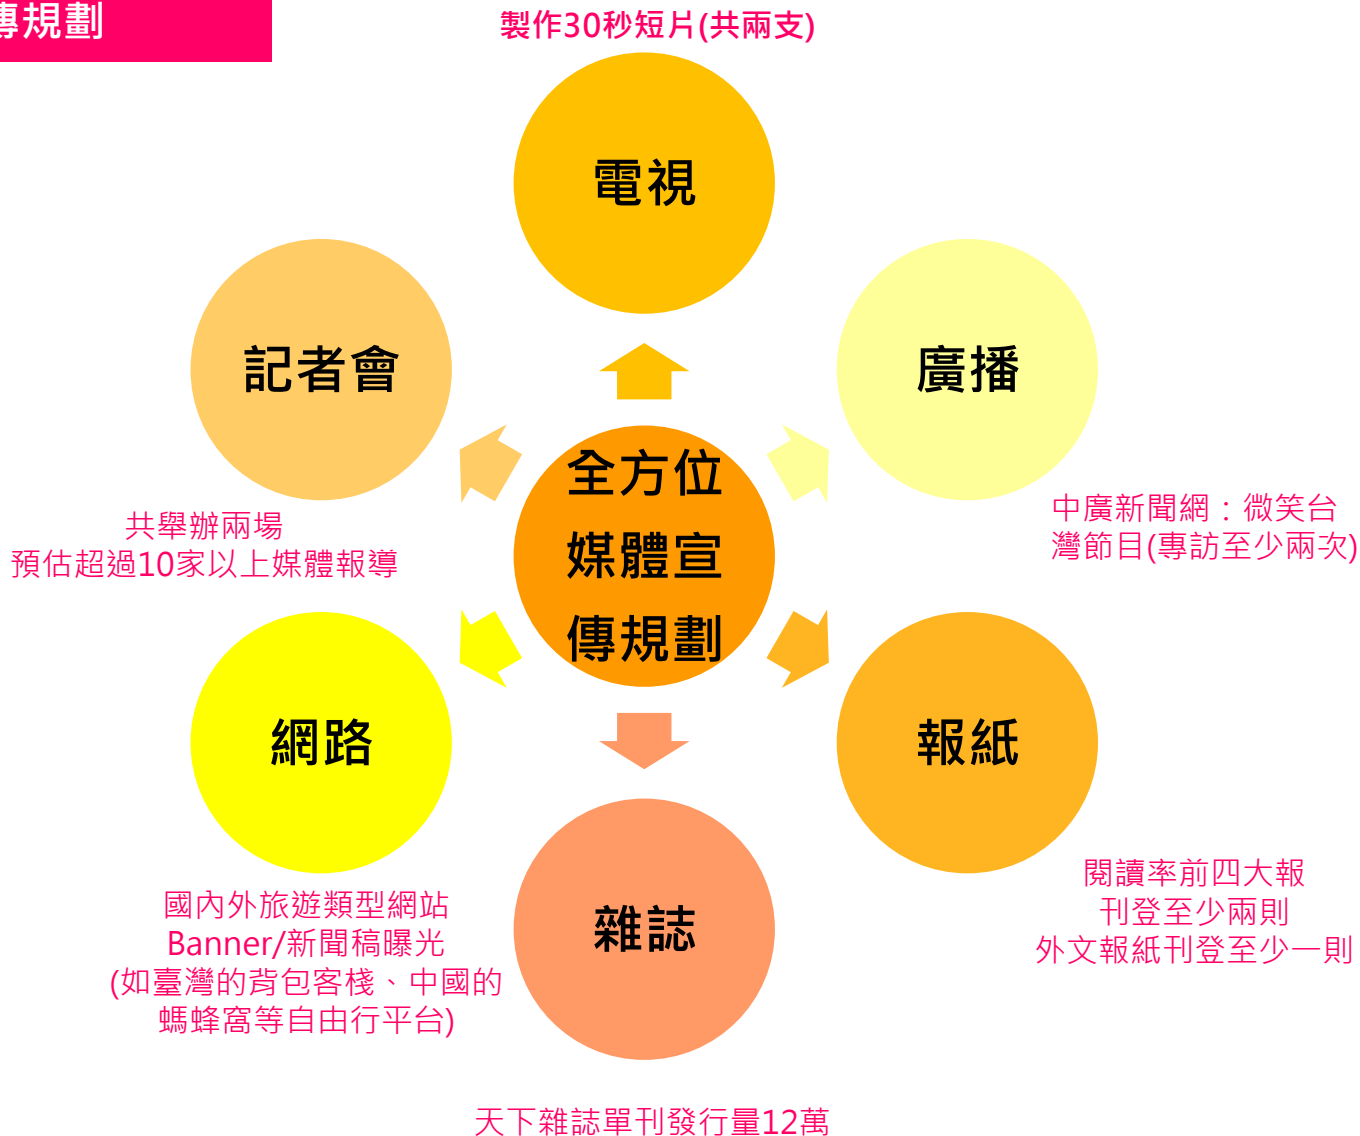 傳規劃
製作30秒短片(共兩支)
電視
記者會
廣播
全方位
媒體宣
傳規劃
共舉辦兩場
預估超過10家以上媒體報導
中廣新聞網：微笑台
灣節目(專訪至少兩次)
網路
報紙
國內外旅遊類型網站
Banner/新聞稿曝光
(如臺灣的背包客棧、中國的
螞蜂窩等自由行平台)
雜誌
閱讀率前四大報
刊登至少兩則
外文報紙刊登至少一則
天下雜誌單刊發行量12萬